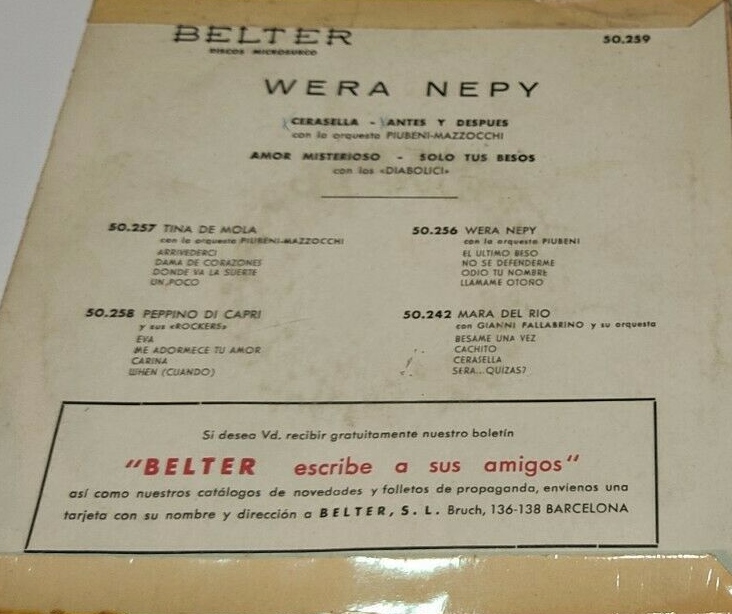 BELTER
DISCOS MICROSURCO
50.259
WERA NEPY
CERASELLA - ANTES Y DESPUES
con la orquesta PIUBENI-MAZZOCCHI
AMOR MISTERIOSO - SOLO TUS BESOS
con los «DIABOLICI»
50.257 TINA DE MOLA
con la orquesta PIUBENI-MAZZOCCHI
ARRIVEDERCI
DAMA DE CORAZONES
DONDE VA LA SUERTE
UN POCO
50.256 WERA NEPY
con la orquesta PIUBENI
EL ULTIMO BESO
NO SE DEFENDERME
ODIO TU NOMBRE
LLAMAME OTOÑO
50.258 PEPPINO DI CAPRI
y sus «ROCKERS»
EVA
ME ADORMECE TU AMOR
CARINA
WHEN (CUANDO)
50.242 MARA DEL RIO
con GIANNI FALLABRINO y su orquesta
BESAME UNA VEZ
CACHITO
CERASELLA
SERA...QUIZAS?
Si desea Vd. recibir gratuitamente nuestro boletín
"BELTER escribe a sus amigos"
así como nuestros catálogos de novedades y folletos de propaganda, envíenos una
tarjeta con su nombre y dirección a BELTER, S. L. Bruch, 136-138 BARCELONA